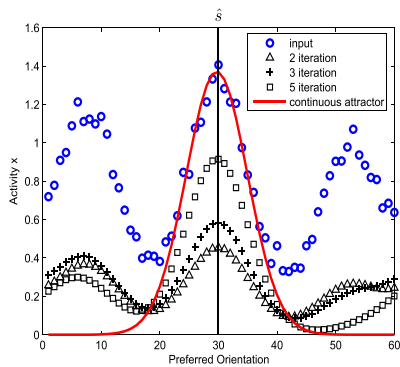 ŝ
1.6
1.4
1.2
1
0.8
0.6
0.4
0.2
0
Activity x
input
2 iteration
3 iteration
5 iteration
continuous attractor
0 10 20 30 40 50 60
Preferred Orientation